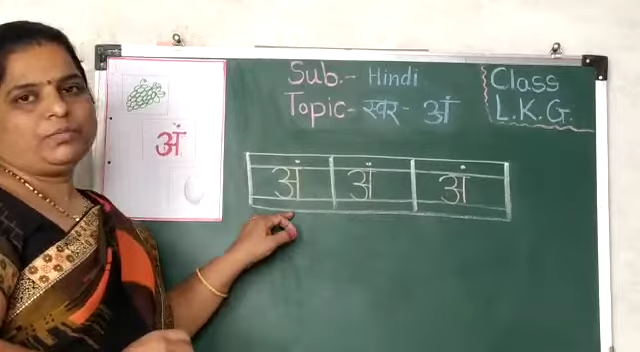 Sub.- Hindi
Topic- स्वर - अं
Class
L.K.G.
अं
अं अं अं